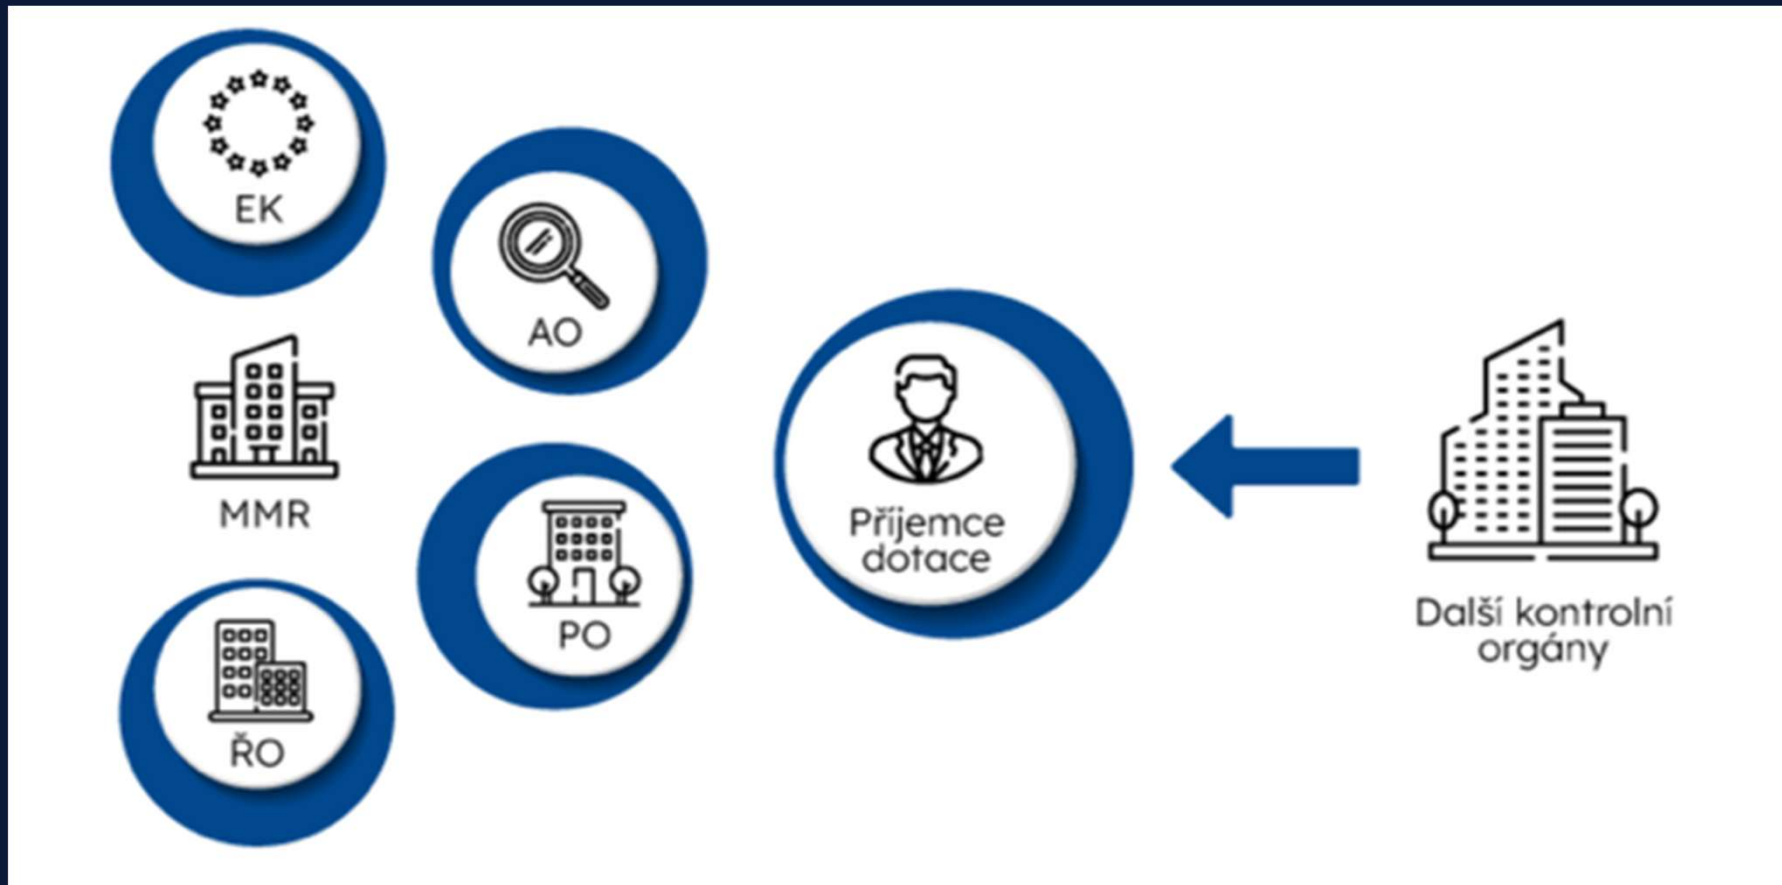 EK
AO
MMR
PO
ŘO
Příjemce
dotace
Další kontrolní
orgány